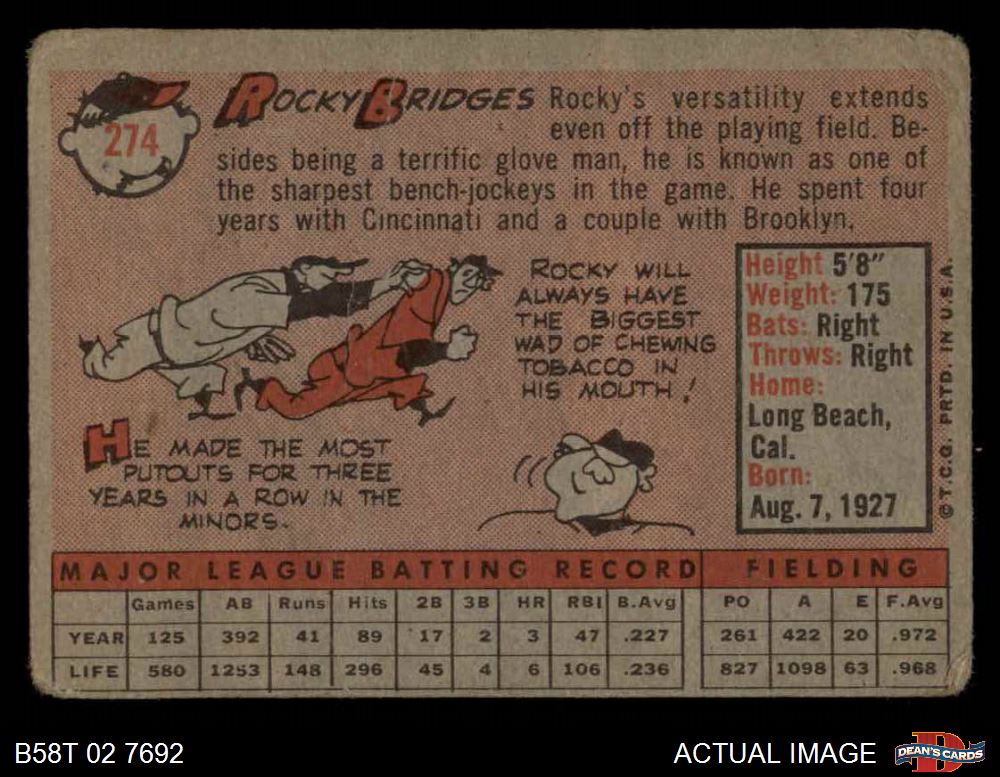 274
ROCKY BRIDGES Rocky's versatility extends
even off the playing field. Be-
sides being a terrific glove man, he is known as one of
the sharpest bench-jockeys in the game. He spent four
years with Cincinnati and a couple with Brooklyn.
HE MADE THE MOST
PUTOUTS FOR THREE
YEARS IN A ROW IN THE
MINORS.
ROCKY WILL
ALWAYS HAVE
THE BIGGEST
WAD OF CHEWING
TOBACCO IN
HIS MOUTH!
Height 5'8"
Weight: 175
Bats: Right
Throws: Right
Home:
Long Beach,
Cal.
Born:
Aug. 7, 1927
© T.C.G. PRTD. IN U.S.A.
MAJOR LEAGUE BATTING RECORD FIELDING
Games AB Runs Hits 2B 3B HR RBI B.Avg PO A E F.Avg
YEAR 125 392 41 89 17 2 3 47 .227 261 422 20 .972
LIFE 580 1253 148 296 45 4 6 106 .236 827 1098 63 .968
B58T 02 7692 ACTUAL IMAGE
D
DEAN'S CARDS